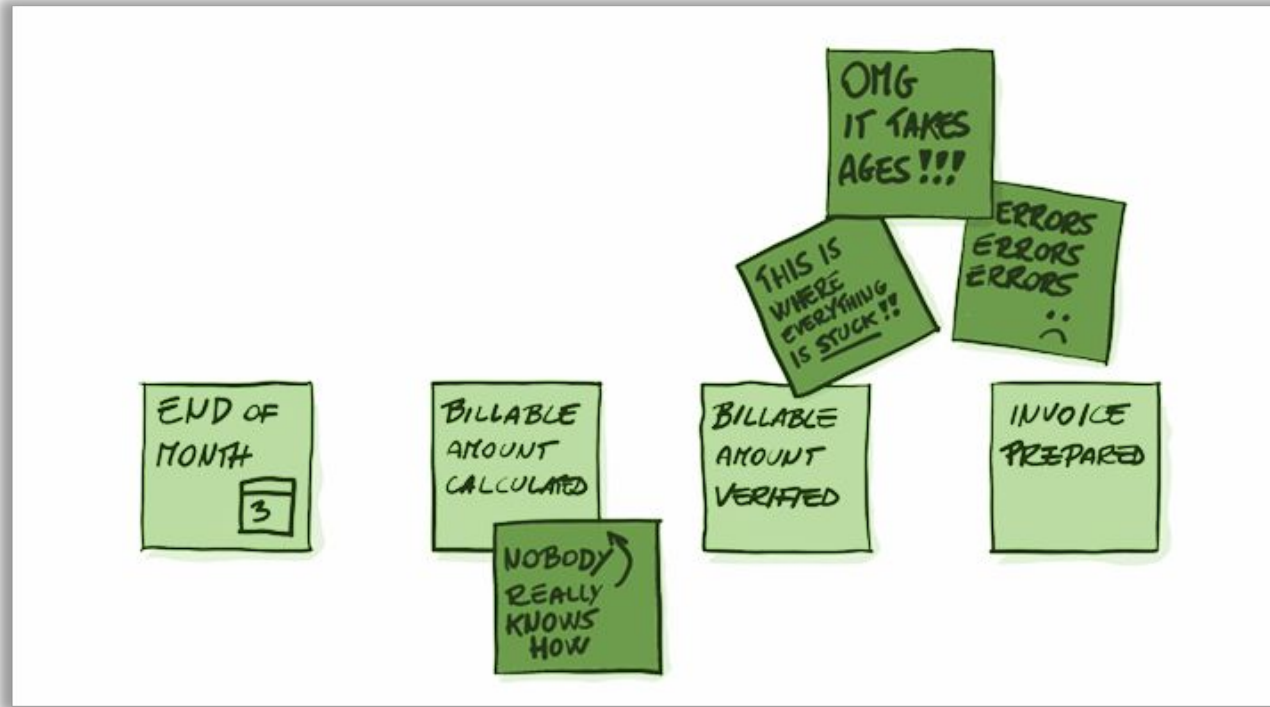 OMG
IT TAKES
AGES!!!
ERRORS
ERRORS
ERRORS
THIS IS
WHERE
EVERYTHING
IS STUCK!!
END OF
MONTH
3
BILLABLE
AMOUNT
CALCULATED
NOBODY
REALLY
KNOWS
HOW
BILLABLE
AMOUNT
VERIFIED
INVOICE
PREPARED